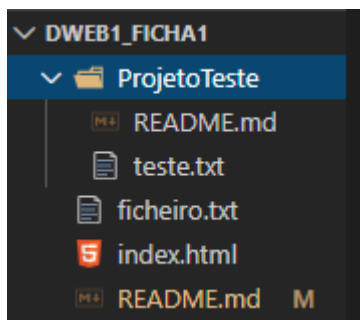 DWEB1_FICHA1
ProjetoTeste
README.md
teste.txt
ficheiro.txt
index.html
README.md M